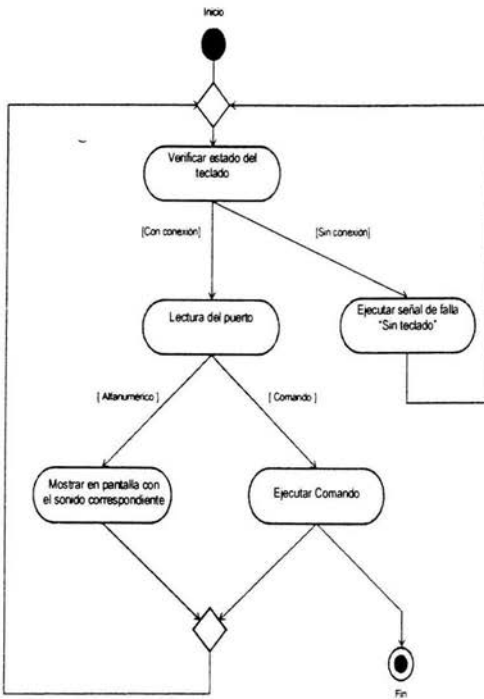 Inicio
Verificar estado del
teclado
[Con conexión]
[Sin conexión]
Lectura del puerto
Ejecutar señal de falla
"Sin teclado"
[ Alfanumérico ]
[ Comando ]
Mostrar en pantalla con
el sonido correspondiente
Ejecutar Comando
Fin